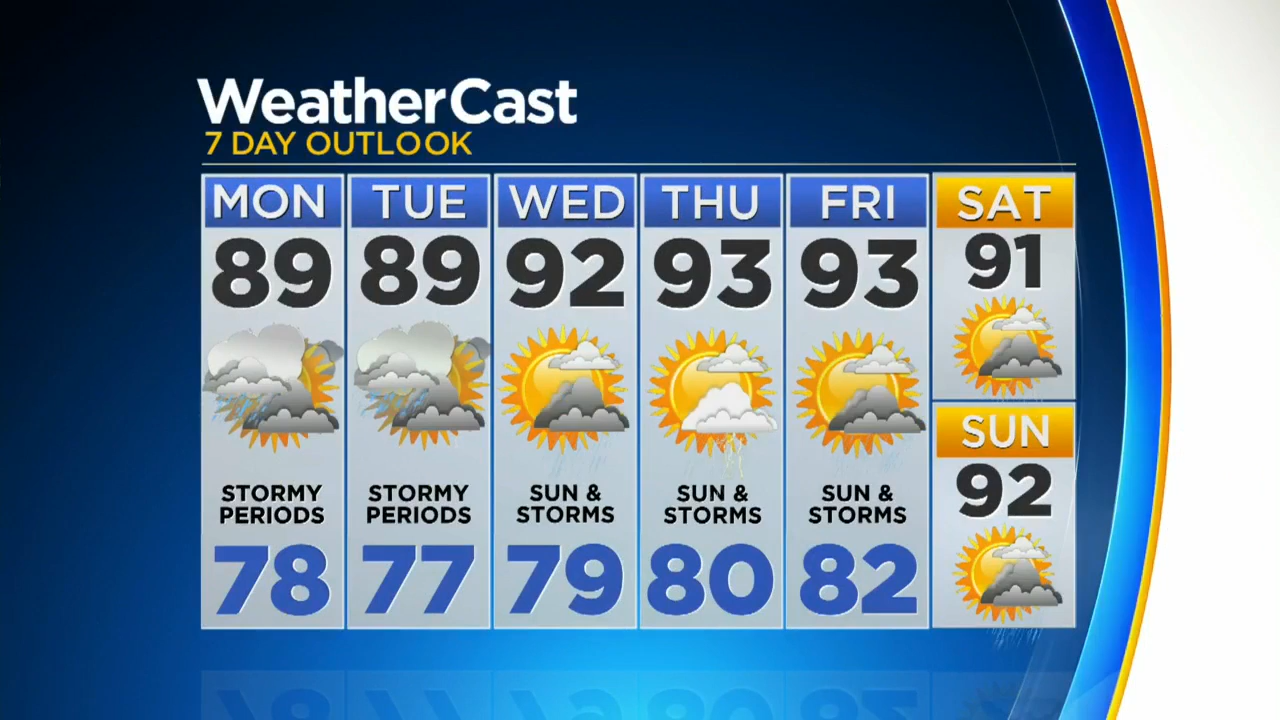 WeatherCast
7 DAY OUTLOOK
MON
89
STORMY
PERIODS
78
TUE
89
STORMY
PERIODS
77
WED
92
SUN &
STORMS
79
THU
93
SUN &
STORMS
80
FRI
93
SUN &
STORMS
82
SAT
91
SUN
92